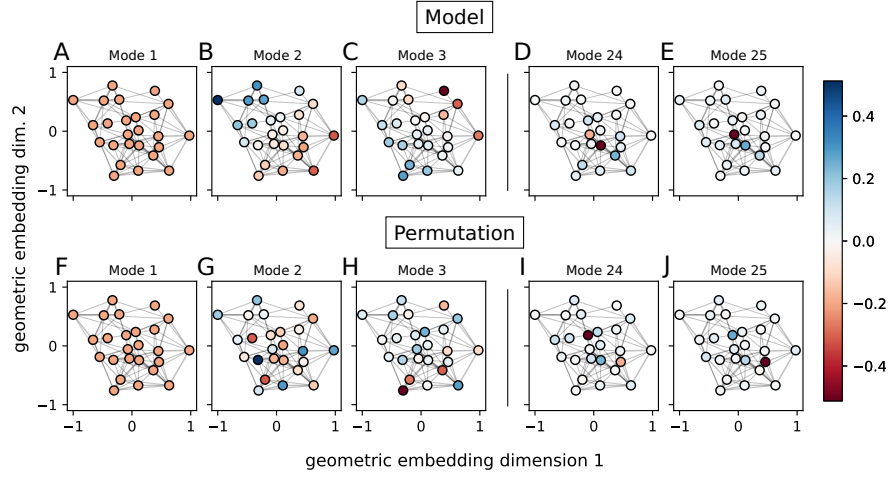 Model
A Mode 1 B Mode 2 C Mode 3 D Mode 24 E Mode 25
1
0
−1
0.4
0.2
0.0
−0.2
−0.4
geometric embedding dim. 2
Permutation
F Mode 1 G Mode 2 H Mode 3 I Mode 24 J Mode 25
1
0
−1
−1 0 1 −1 0 1 −1 0 1 −1 0 1 −1 0 1
geometric embedding dimension 1